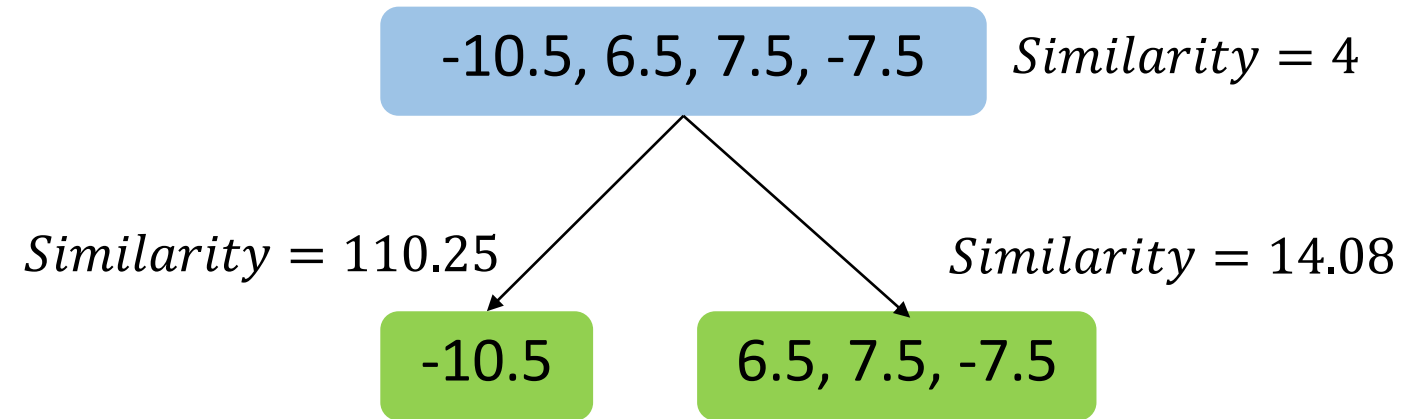 -10.5, 6.5, 7.5, -7.5
Similarity = 4
Similarity = 110.25
Similarity = 14.08
-10.5
6.5, 7.5, -7.5